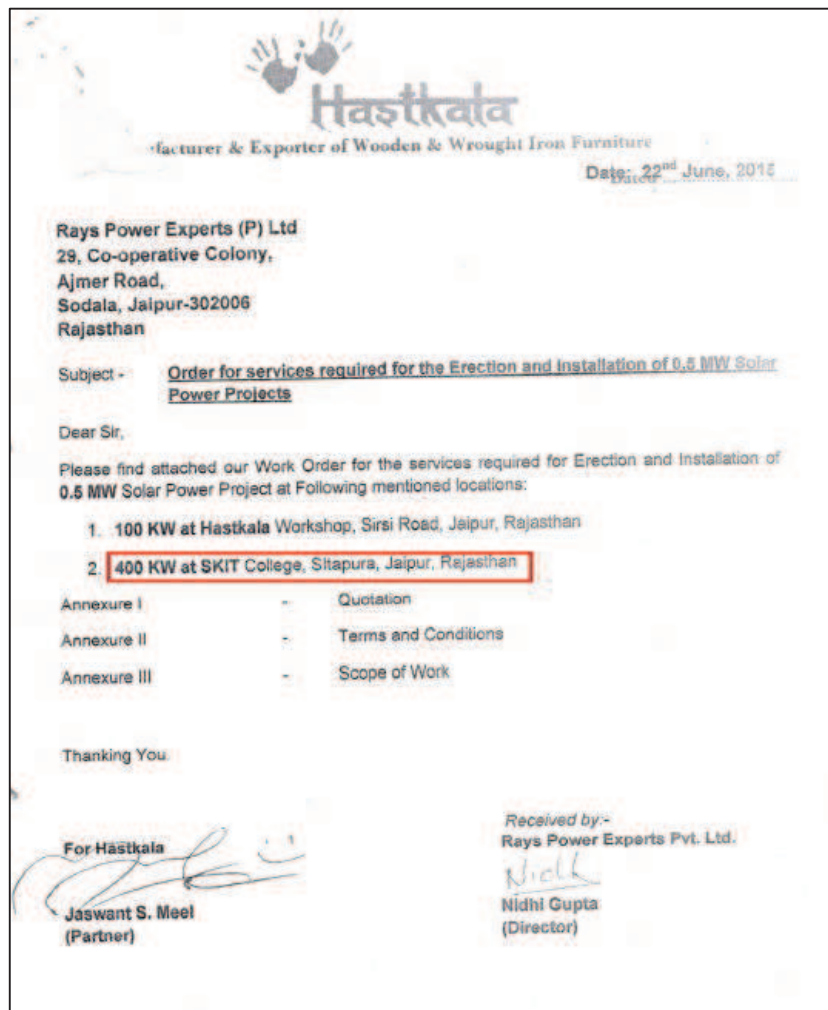 Hastkala
facturer & Exporter of Wooden & Wrought Iron Furniture
Date: 22nd June, 2015
Rays Power Experts (P) Ltd
29, Co-operative Colony,
Ajmer Road,
Sodala, Jaipur-302006
Rajasthan
Subject - Order for services required for the Erection and Installation of 0.5 MW Solar
Power Projects
Dear Sir,
Please find attached our Work Order for the services required for Erection and Installation of
0.5 MW Solar Power Project at Following mentioned locations:
1. 100 KW at Hastkala Workshop, Sirsi Road, Jaipur, Rajasthan
2. 400 KW at SKIT College, Sitapura, Jaipur, Rajasthan
Annexure I - Quotation
Annexure II - Terms and Conditions
Annexure III - Scope of Work
Thanking You
For Hastkala
Jaswant S. Meel
(Partner)
Received by:-
Rays Power Experts Pvt. Ltd.
Nidhi
Nidhi Gupta
(Director)